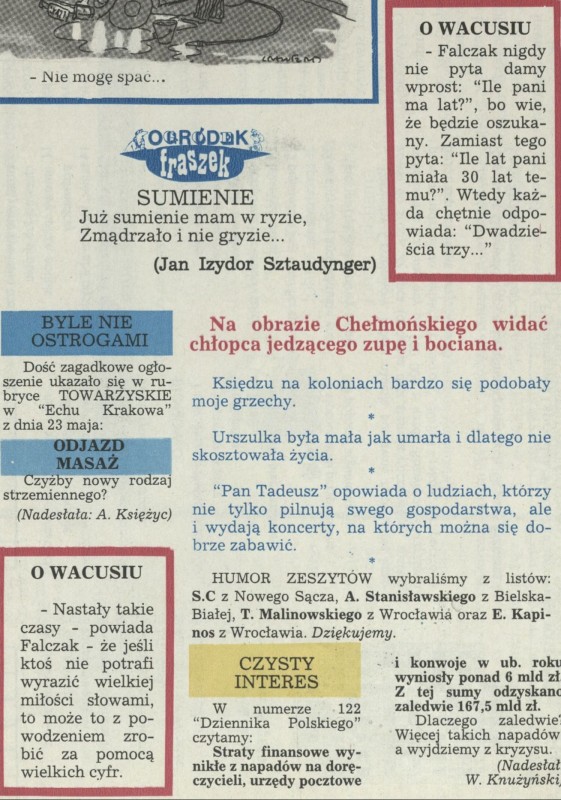 - Nie mogę spać...
O WACUSIU
- Falczak nigdy
nie pyta damy
wprost: “Ile pani
ma lat?”, bo wie,
że będzie oszuka-
ny. Zamiast tego
pyta: “Ile lat pani
miała 30 lat te-
mu?”. Wtedy każ-
da chętnie odpo-
wiada: “Dwadzie-
ścia trzy...”
OGRÓDEK
fraszek
SUMIENIE
Już sumienie mam w ryzie,
Zmądrzało i nie gryzie...
(Jan Izydor Sztaudynger)
BYLE NIE
OSTROGAMI
Dość zagadkowe ogło-
szenie ukazało się w ru-
bryce TOWARZYSKIE
w “Echu Krakowa”
z dnia 23 maja:
ODJAZD
MASAŻ
Czyżby nowy rodzaj
strzemiennego?
(Nadesłała: A. Księżyc)
O WACUSIU
- Nastały takie
czasy - powiada
Falczak - że jeśli
ktoś nie potrafi
wyrazić wielkiej
miłości słowami,
to może to z po-
wodzeniem zro-
bić za pomocą
wielkich cyfr.
Na obrazie Chełmońskiego widać
chłopca jedzącego zupę i bociana.
Księdzu na koloniach bardzo się podobały
moje grzechy.
*
Urszulka była mała jak umarła i dlatego nie
skosztowała życia.
*
“Pan Tadeusz” opowiada o ludziach, którzy
nie tylko pilnują swego gospodarstwa, ale
i wydają koncerty, na których można się do-
brze zabawić.
*
HUMOR ZESZYTÓW wybraliśmy z listów:
S.C z Nowego Sącza, A. Stanisławskiego z Bielska-
Białej, T. Malinowskiego z Wrocławia oraz E. Kapi-
nos z Wrocławia. Dziękujemy.
CZYSTY
INTERES
W numerze 122
“Dziennika Polskiego”
czytamy:
Straty finansowe wy-
nikłe z napadów na dorę-
czycieli, urzędy pocztowe
i konwoje w ub. roku
wyniosły ponad 6 mld zł.
Z tej sumy odzyskano
zaledwie 167,5 mld zł.
Dlaczego zaledwie?
Więcej takich napadów,
a wyjdziemy z kryzysu.
(Nadesłał:
W. Knużyński)